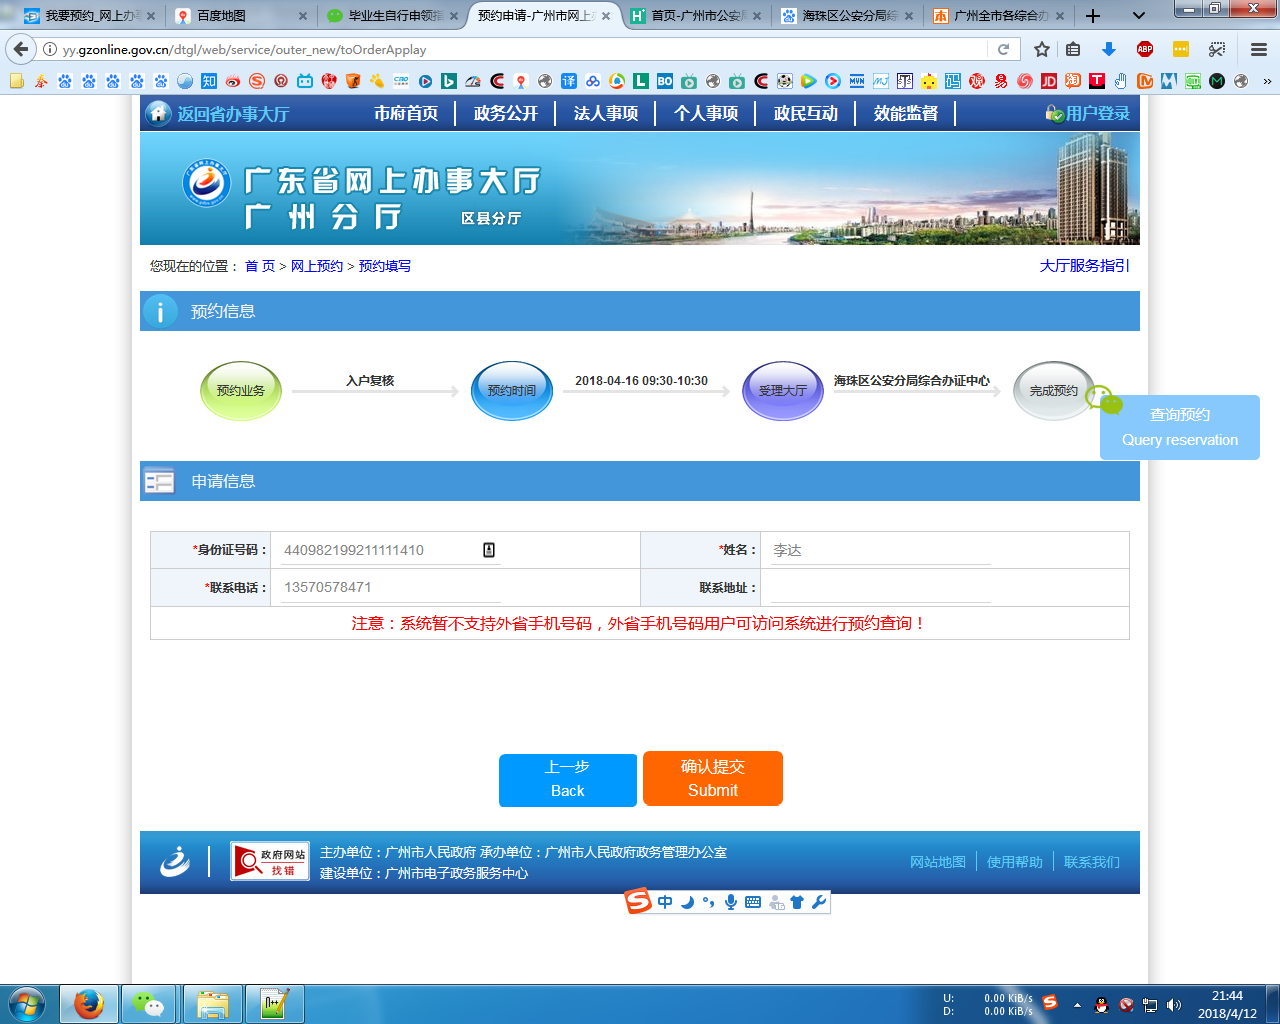 我要预约_网上办事
百度地图
毕业生自行申领指
预约申请-广州市网上办
首页-广州市公安局
海珠区公安分局综
广州全市各综合办
yy.gzonline.gov.cn/dtgl/web/service/outer_new/toOrderApplay
返回省办事大厅 市府首页 政务公开 法人事项 个人事项 政民互动 效能监督 用户登录
广东省网上办事大厅
广州分厅 区县分厅
您现在的位置： 首 页 > 网上预约 > 预约填写 大厅服务指引
预约信息
预约业务 入户复核 预约时间 2018-04-16 09:30-10:30 受理大厅 海珠区公安分局综合办证中心 完成预约
查询预约
Query reservation
申请信息
*身份证号码： 440982199211111410 *姓名： 李达
*联系电话： 13570578471 联系地址：
注意：系统暂不支持外省手机号码，外省手机号码用户可访问系统进行预约查询！
上一步
Back
确认提交
Submit
政府网站
找错
主办单位：广州市人民政府 承办单位：广州市人民政府政务管理办公室
建设单位：广州市电子政务服务中心
网站地图 使用帮助 联系我们
中
U: 0.00 KiB/s
D: 0.00 KiB/s
21:44
2018/4/12